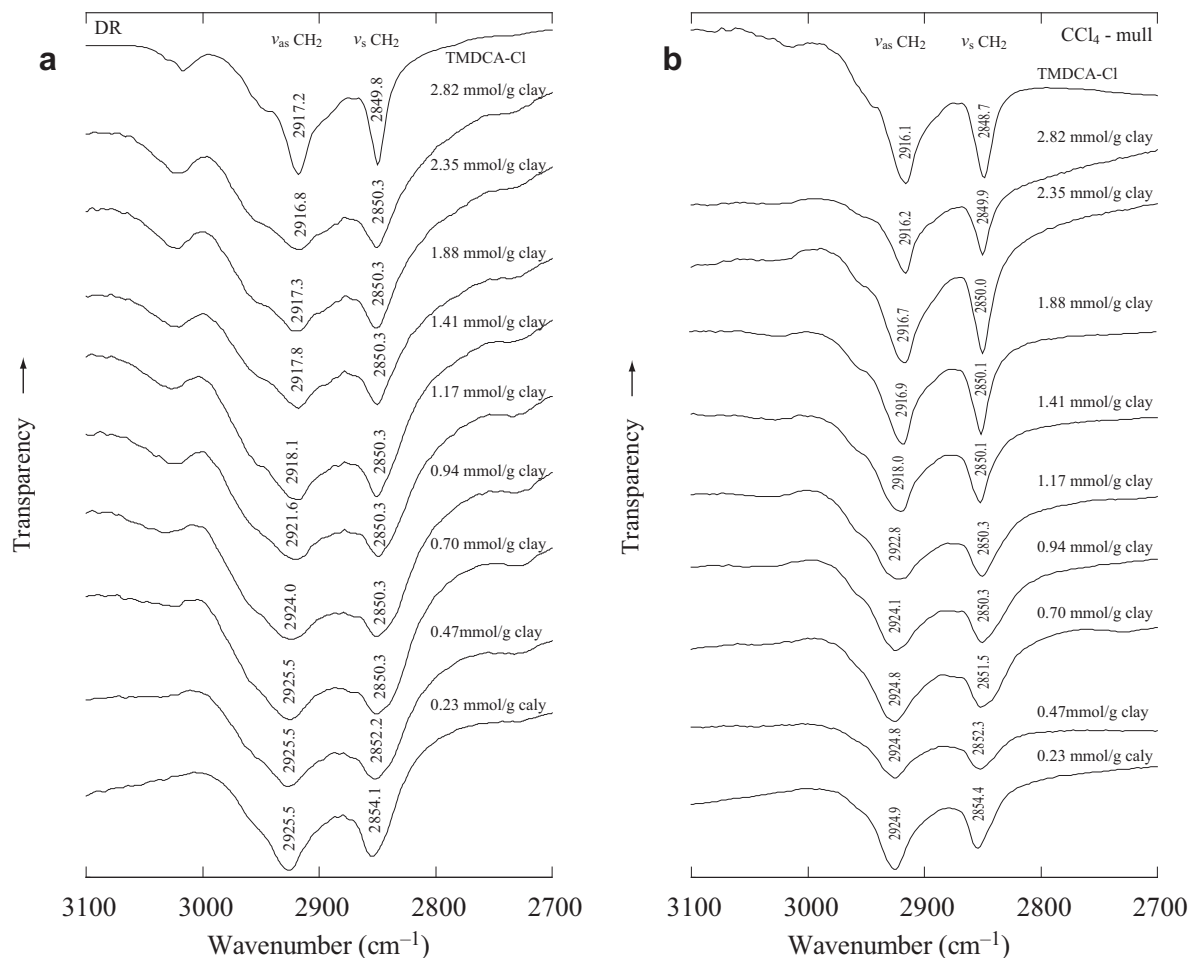 DR
a
νas CH2
νs CH2
TMDCA-Cl
2917.2
2849.8
2.82 mmol/g clay
2916.8
2850.3
2.35 mmol/g clay
2917.3
2850.3
1.88 mmol/g clay
2917.8
2850.3
1.41 mmol/g clay
2918.1
2850.3
1.17 mmol/g clay
2921.6
2850.3
0.94 mmol/g clay
2924.0
2850.3
0.70 mmol/g clay
2925.5
2850.3
0.47mmol/g clay
2925.5
2852.2
0.23 mmol/g caly
2925.5
2854.1
Transparency
3100 3000 2900 2800 2700
Wavenumber (cm–1)
b
νas CH2
νs CH2
CCl4 - mull
TMDCA-Cl
2916.1
2848.7
2.82 mmol/g clay
2916.2
2849.9
2.35 mmol/g clay
2916.7
2850.0
1.88 mmol/g clay
2916.9
2850.1
1.41 mmol/g clay
2918.0
2850.1
1.17 mmol/g clay
2922.8
2850.3
0.94 mmol/g clay
2924.1
2850.3
0.70 mmol/g clay
2924.8
2851.5
0.47mmol/g clay
2924.8
2852.3
0.23 mmol/g caly
2924.9
2854.4
Transparency
3100 3000 2900 2800 2700
Wavenumber (cm–1)